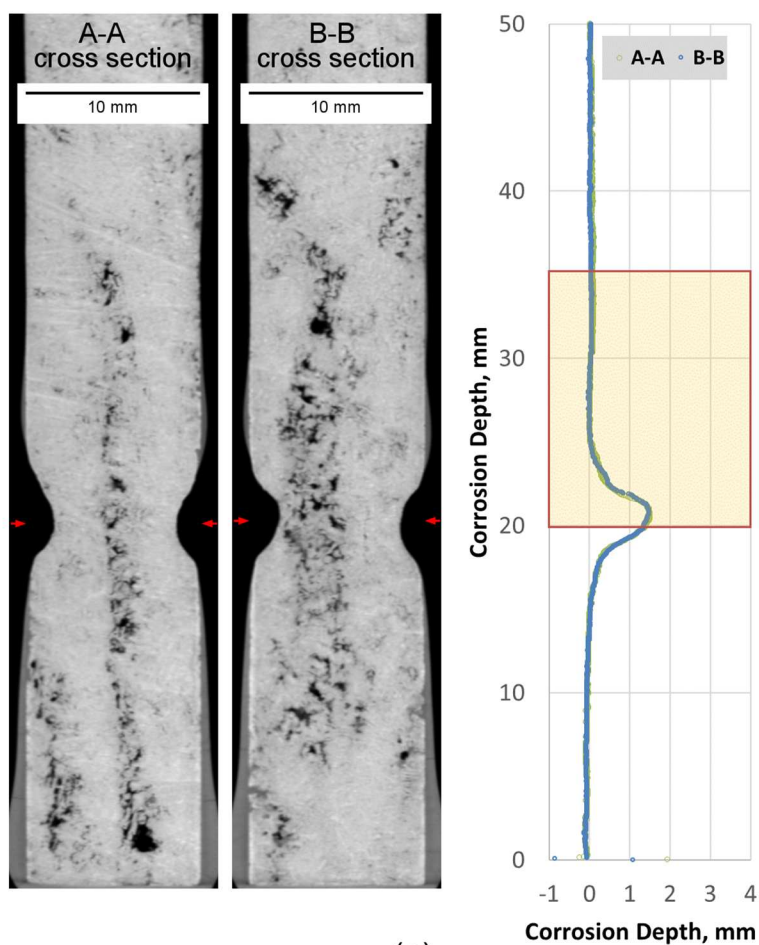 A-A
cross section
10 mm
B-B
cross section
10 mm
A-A B-B
50
40
30
20
10
0
Corrosion Depth, mm
-1 0 1 2 3 4
Corrosion Depth, mm